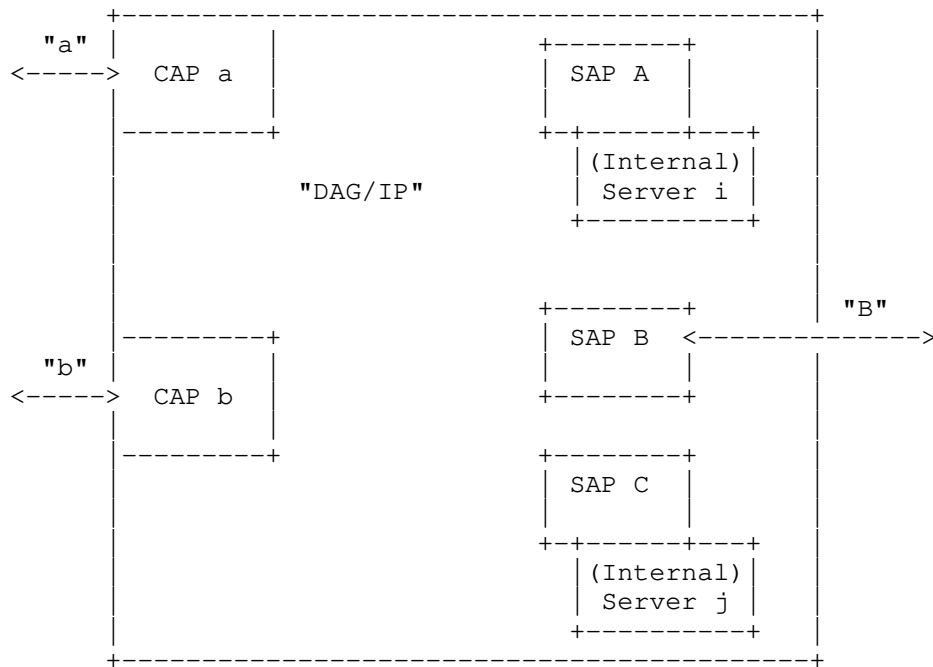 "a"
CAP a
SAP A
(Internal)
Server i
"DAG/IP"
"B"
SAP B
"b"
CAP b
SAP C
(Internal)
Server j